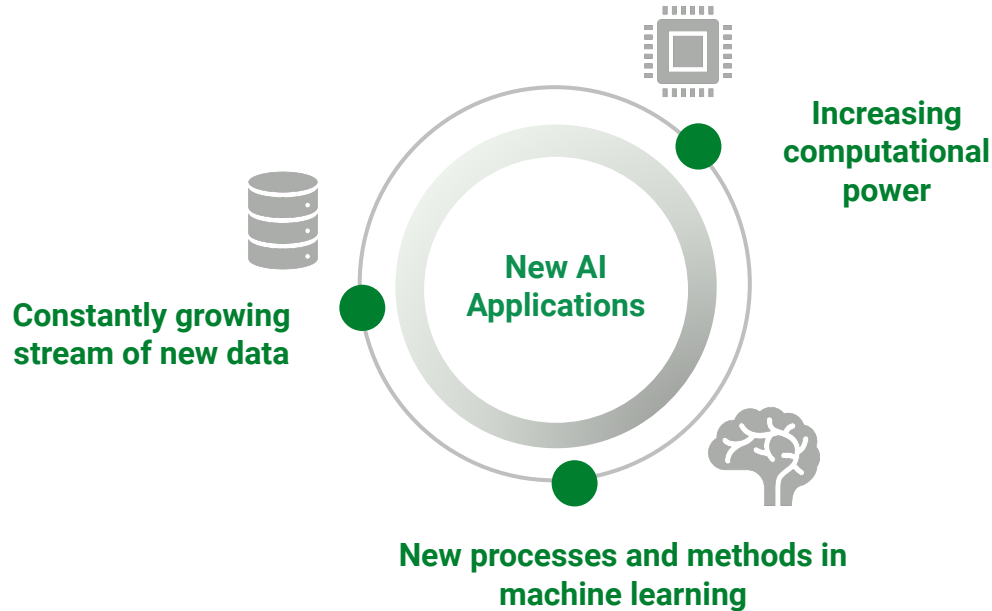 Increasing
computational
power
New AI
Applications
Constantly growing
stream of new data
New processes and methods in
machine learning